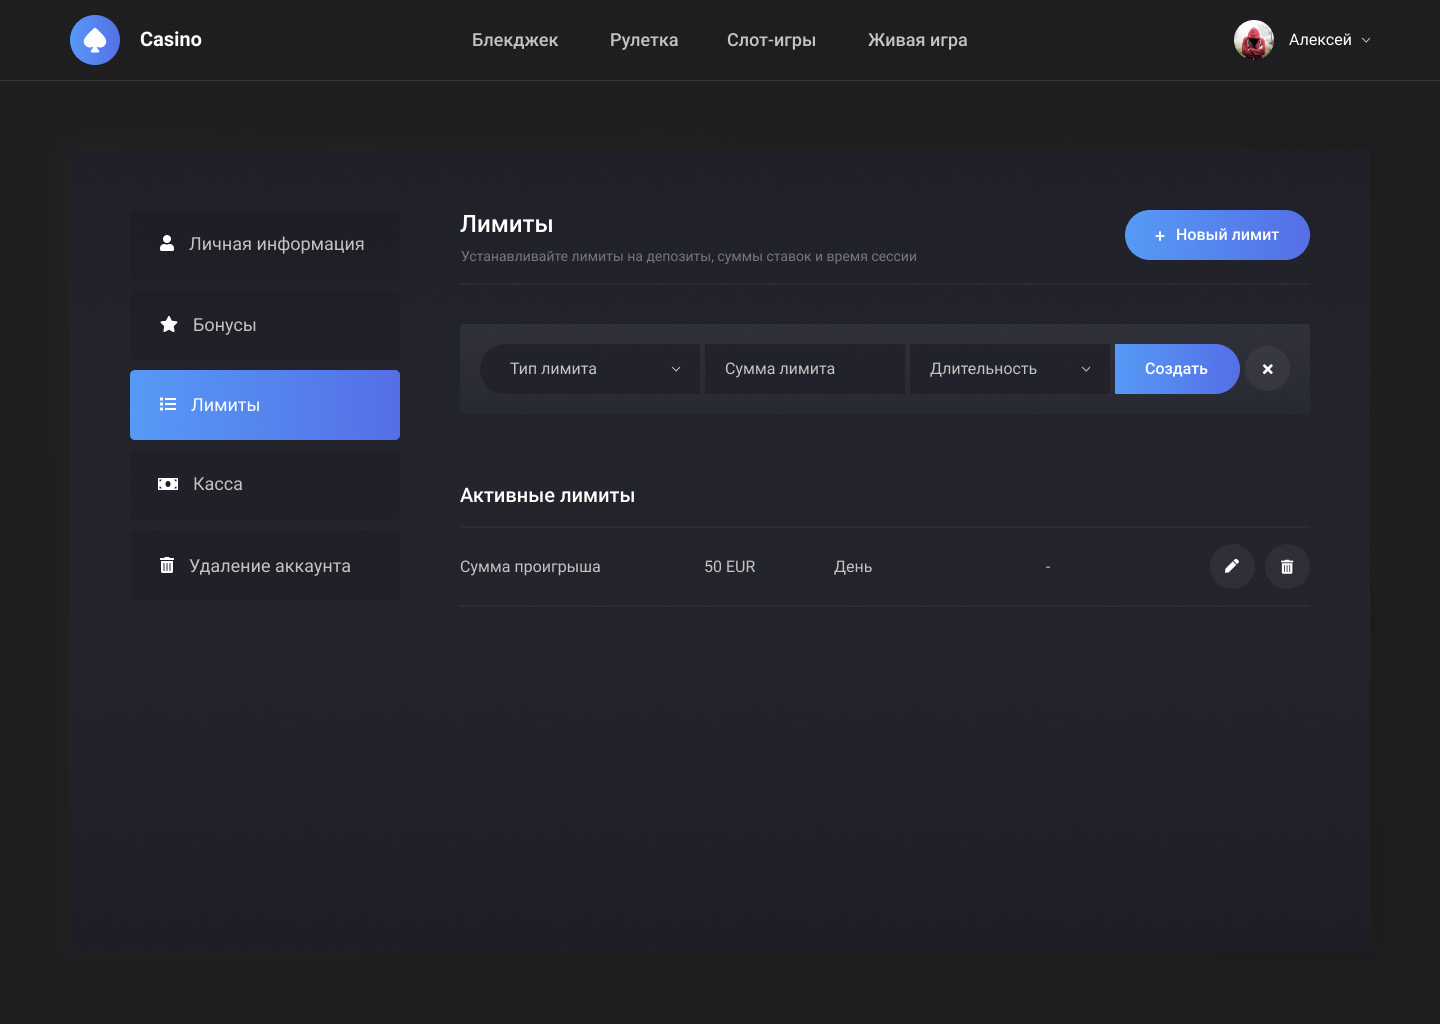 Casino
Блекджек
Рулетка
Слот-игры
Живая игра
Алексей
Личная информация
Бонусы
Лимиты
Касса
Удаление аккаунта
Лимиты
Устанавливайте лимиты на депозиты, суммы ставок и время сессии
+ Новый лимит
Тип лимита
Сумма лимита
Длительность
Создать
Активные лимиты
Сумма проигрыша
50 EUR
День
-